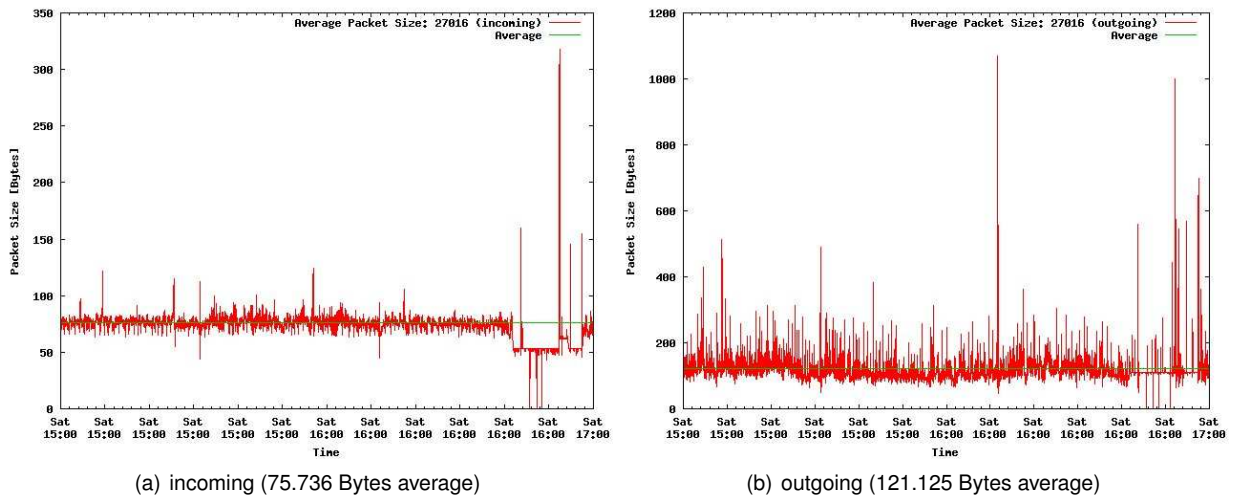 Average Packet Size: 27016 (incoming)
Average
350
300
250
200
150
100
50
0
Packet Size [Bytes]
Sat Sat Sat Sat Sat Sat Sat Sat Sat Sat Sat Sat Sat
15:00 15:00 15:00 15:00 15:00 15:00 16:00 16:00 16:00 16:00 16:00 16:00 17:00
Time
(a) incoming (75.736 Bytes average)
Average Packet Size: 27016 (outgoing)
Average
1200
1000
800
600
400
200
0
Packet Size [Bytes]
Sat Sat Sat Sat Sat Sat Sat Sat Sat Sat Sat Sat Sat
15:00 15:00 15:00 15:00 15:00 15:00 16:00 16:00 16:00 16:00 16:00 16:00 17:00
Time
(b) outgoing (121.125 Bytes average)